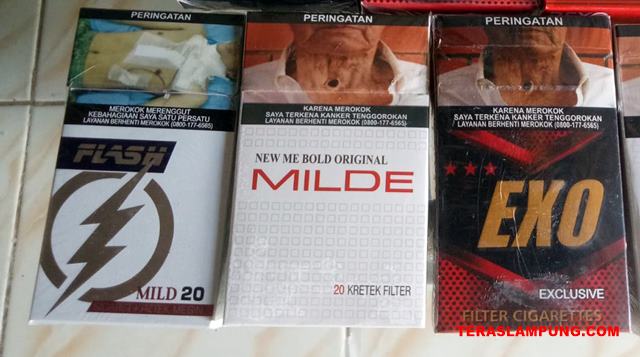 PERINGATAN
MEROKOK MERENGGUT
KEBAHAGIAAN SAYA SATU PERSATU
LAYANAN BERHENTI MEROKOK (0800-177-6565)
FLASH
MILD 20
PERINGATAN
KARENA MEROKOK
SAYA TERKENA KANKER TENGGOROKAN
LAYANAN BERHENTI MEROKOK (0800-177-6565)
NEW ME BOLD ORIGINAL
MILDE
20 KRETEK FILTER
PERINGATAN
KARENA MEROKOK
SAYA TERKENA KANKER TENGGOROKAN
LAYANAN BERHENTI MEROKOK (0800-177-6565)
EXO
EXCLUSIVE
FILTER CIGARETTES
TERASLAMPUNG.COM